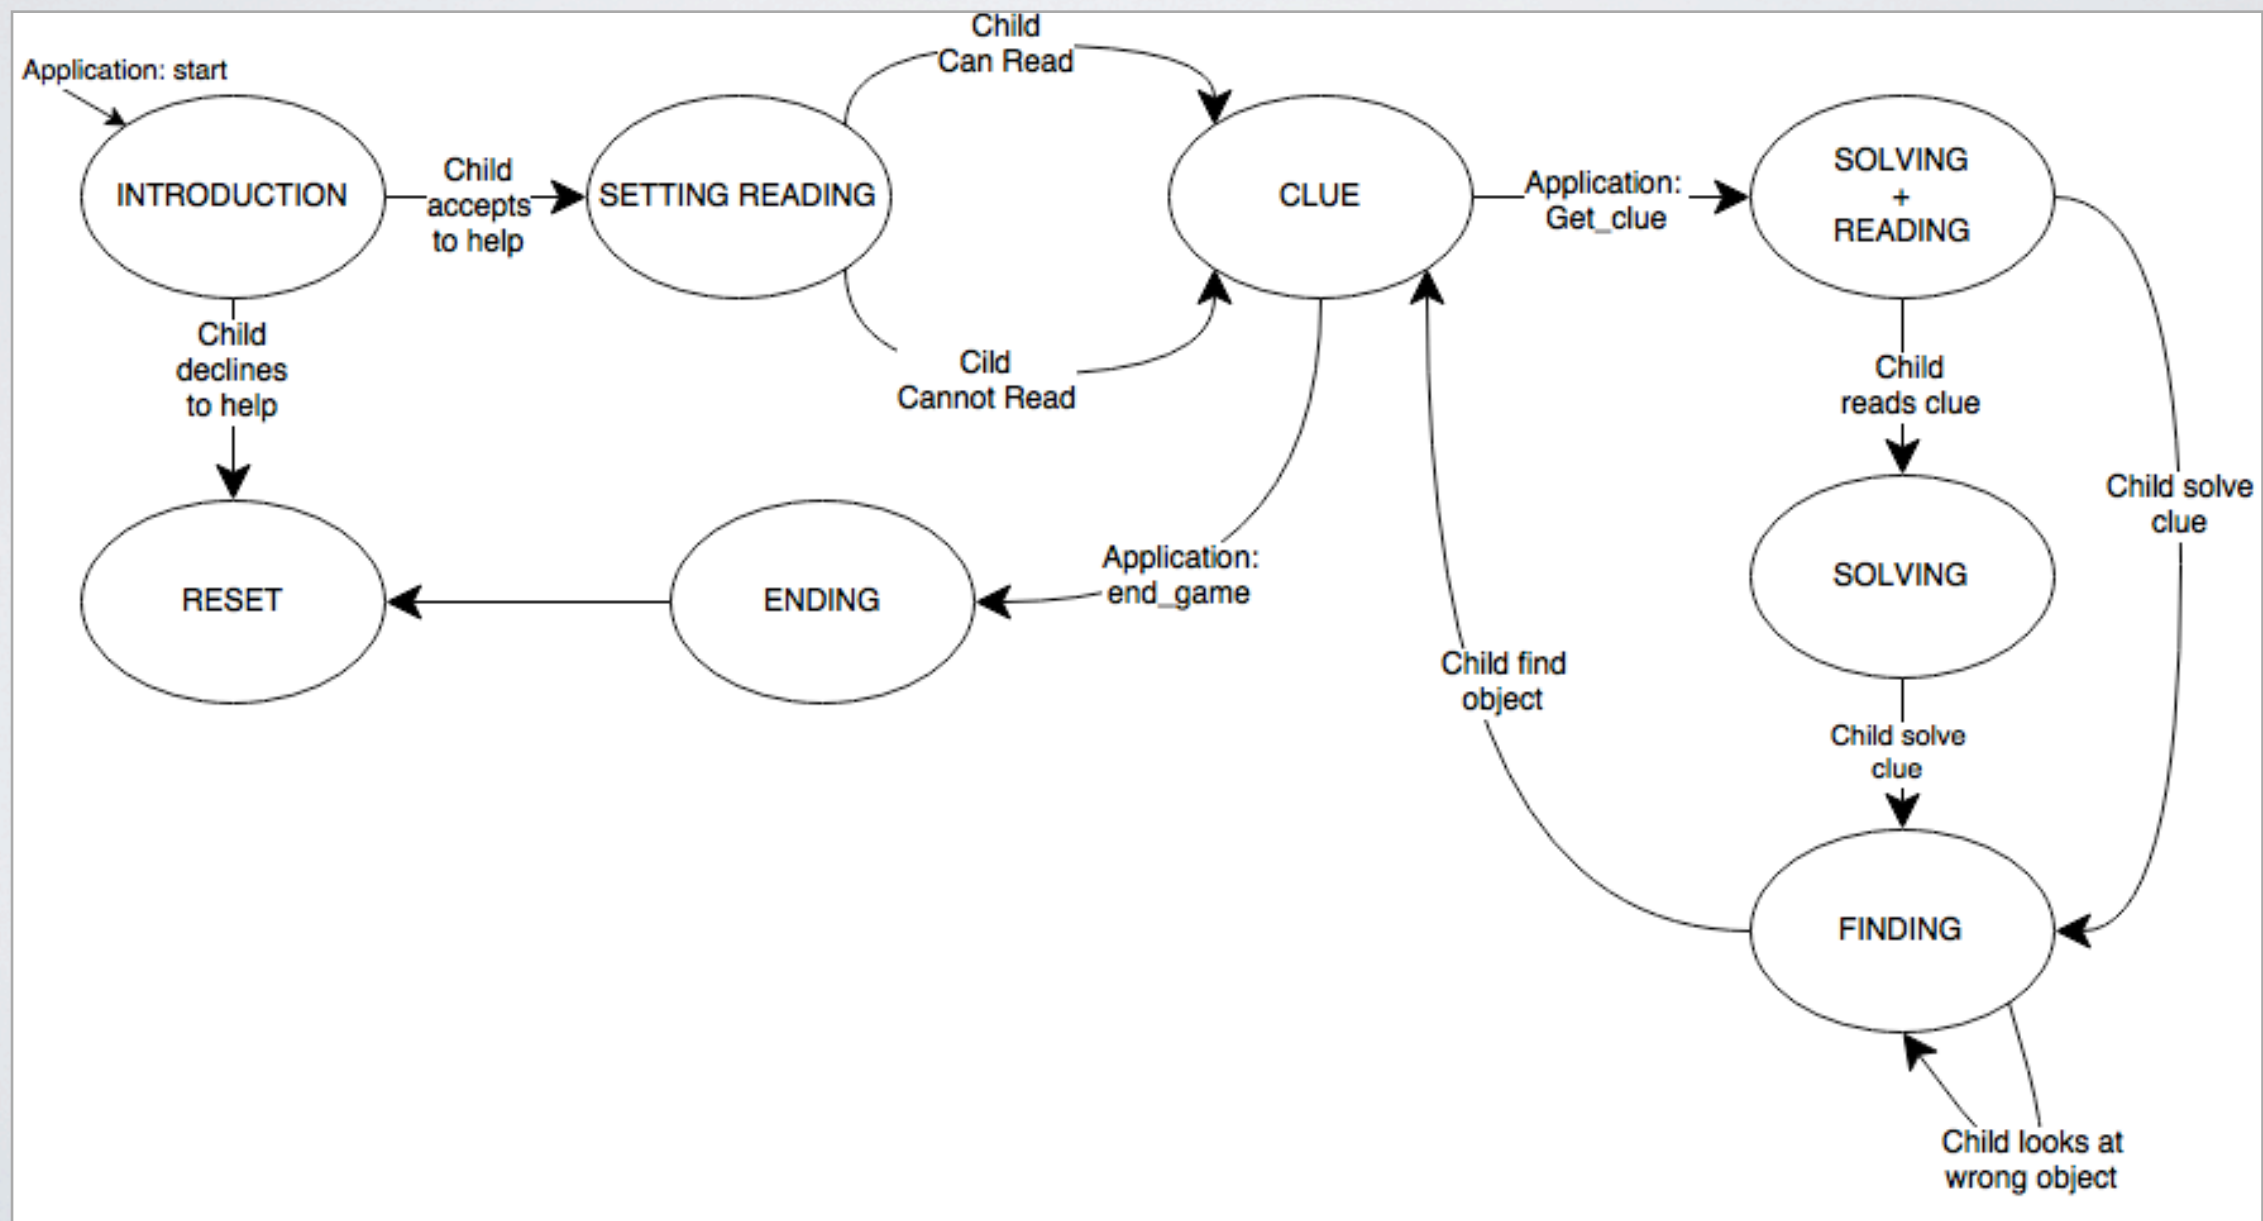 Application: start
INTRODUCTION
Child
accepts
to help
SETTING READING
Child
Can Read
Cild
Cannot Read
CLUE
Application:
Get_clue
SOLVING
+
READING
Child
declines
to help
RESET
ENDING
Application:
end_game
Child
reads clue
SOLVING
Child solve
clue
Child solve
clue
Child find
object
FINDING
Child looks at
wrong object